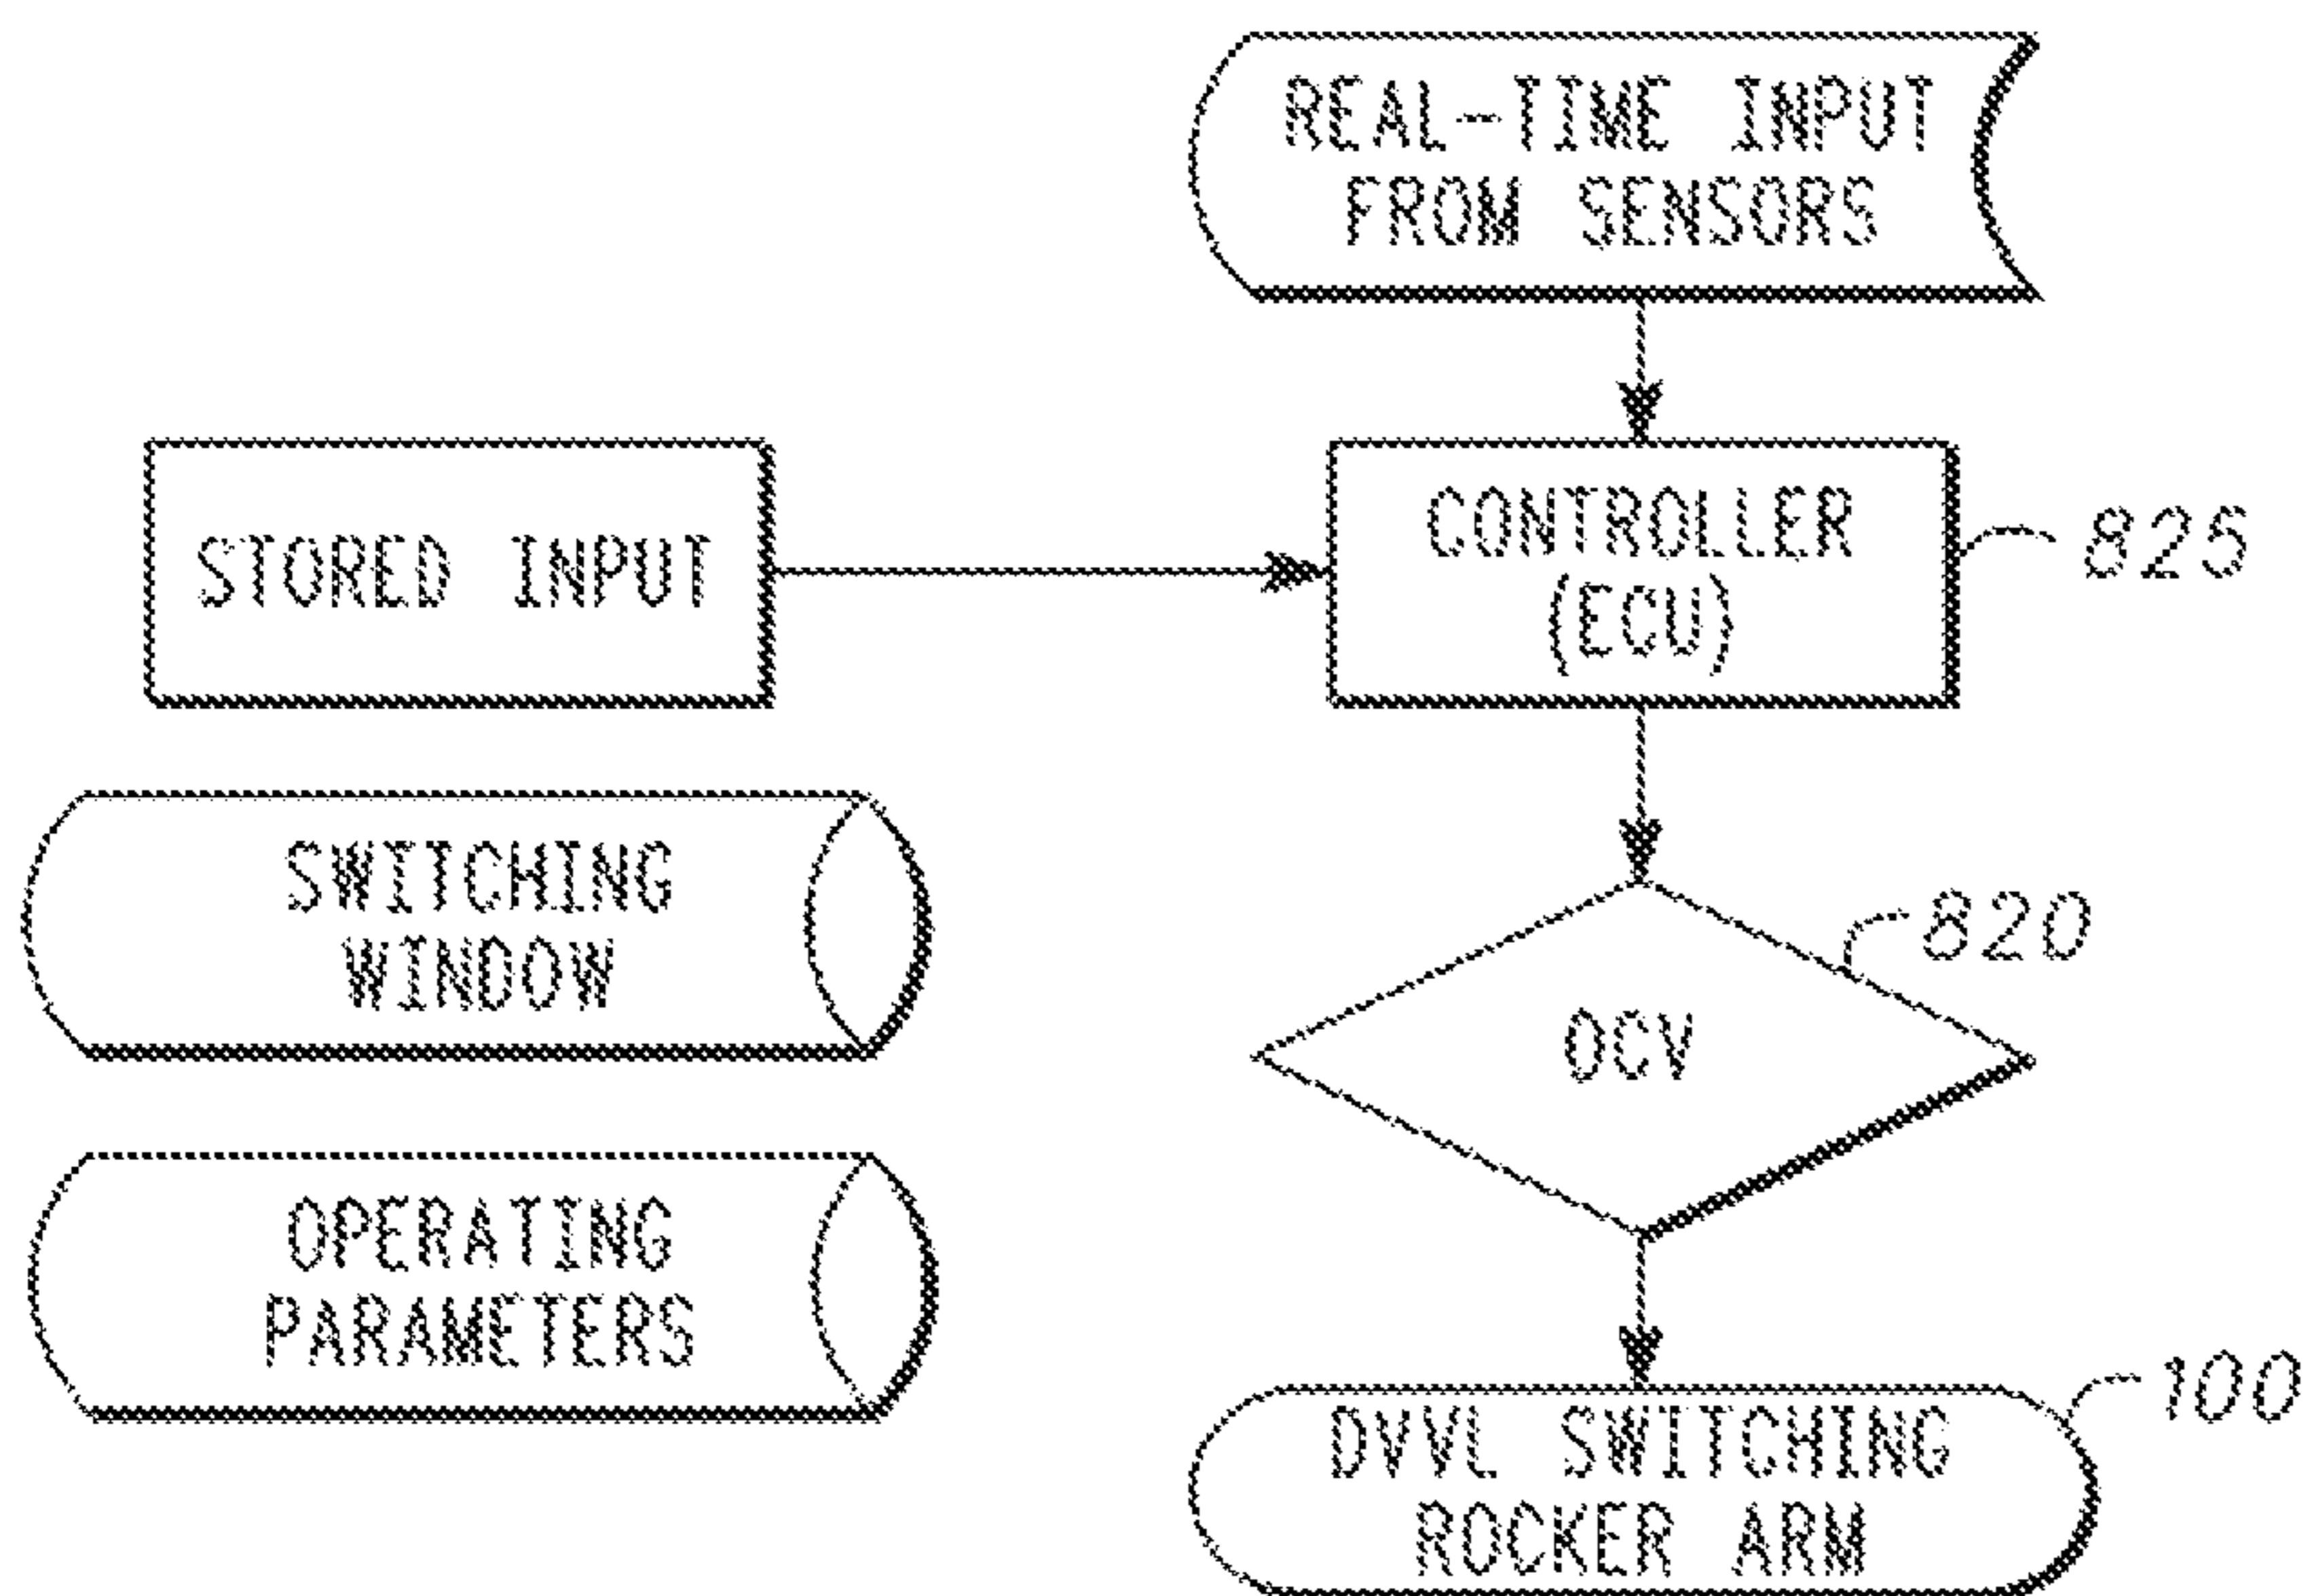 REAL-TIME INPUT
FROM SENSORS
STORED INPUT
CONTROLLER
(ECU)
825
SWITCHING
WINDOW
820
OCV
OPERATING
PARAMETERS
100
DVVL SWITCHING
ROCKER ARM